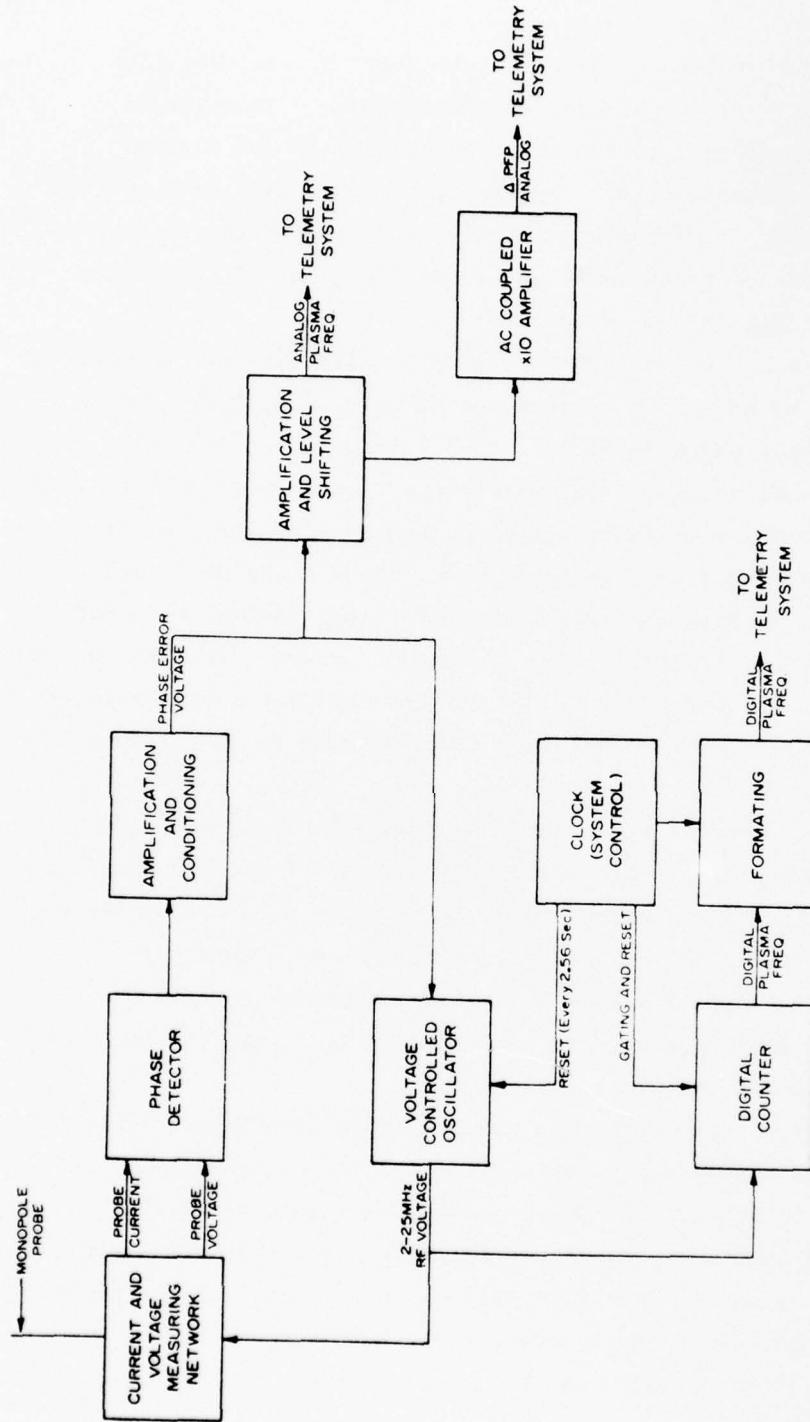 MONOPOLE
PROBE
CURRENT AND
VOLTAGE
MEASURING
NETWORK
PROBE
CURRENT
PROBE
VOLTAGE
PHASE
DETECTOR
AMPLIFICATION
AND
CONDITIONING
PHASE ERROR
VOLTAGE
AMPLIFICATION
AND LEVEL
SHIFTING
ANALOG
PLASMA
FREQ
TO
TELEMETRY
SYSTEM
AC COUPLED
x10 AMPLIFIER
Δ PFP
ANALOG
TO
TELEMETRY
SYSTEM
VOLTAGE
CONTROLLED
OSCILLATOR
2-25MHz
RF VOLTAGE
RESET (Every 2.56 Sec)
GATING AND RESET
CLOCK
(SYSTEM
CONTROL)
DIGITAL
COUNTER
DIGITAL
PLASMA
FREQ
FORMATING
DIGITAL
PLASMA
FREQ
TO
TELEMETRY
SYSTEM